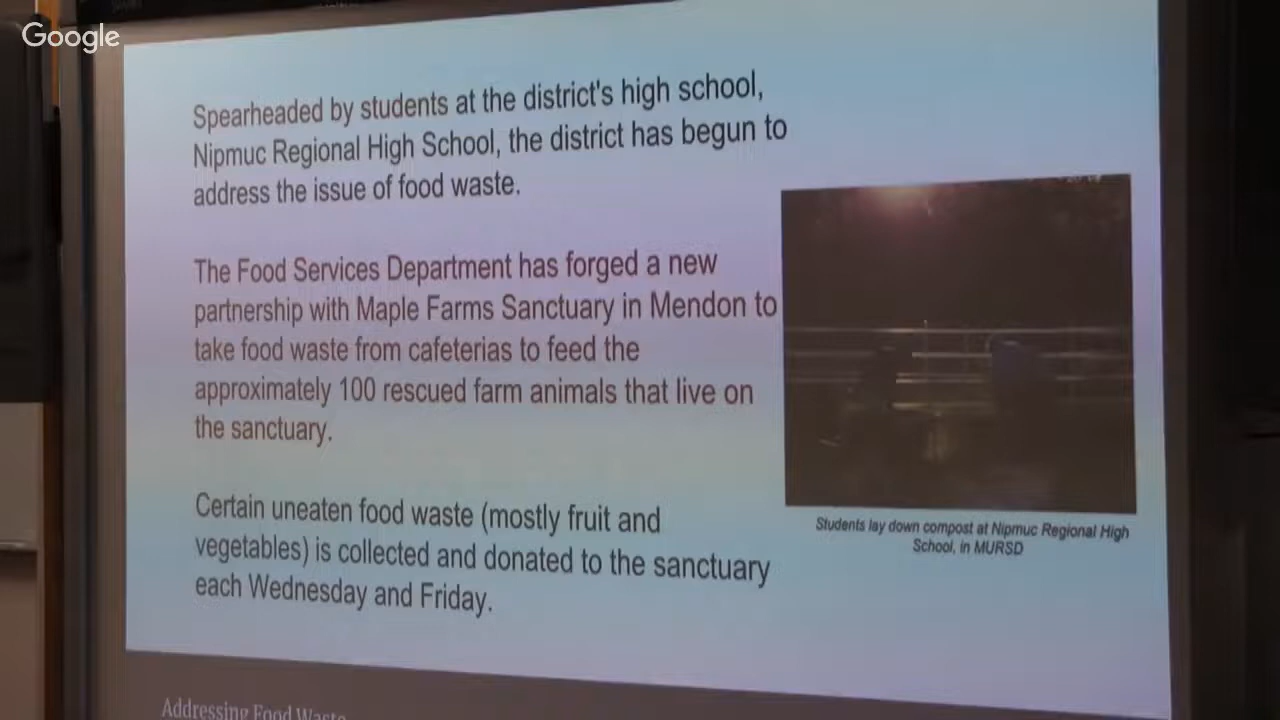 Google
Spearheaded by students at the district's high school,
Nipmuc Regional High School, the district has begun to
address the issue of food waste.
The Food Services Department has forged a new
partnership with Maple Farms Sanctuary in Mendon to
take food waste from cafeterias to feed the
approximately 100 rescued farm animals that live on
the sanctuary.
Certain uneaten food waste (mostly fruit and
vegetables) is collected and donated to the sanctuary
each Wednesday and Friday.
Students lay down compost at Nipmuc Regional High
School, in MURSD
Addressing Food Waste